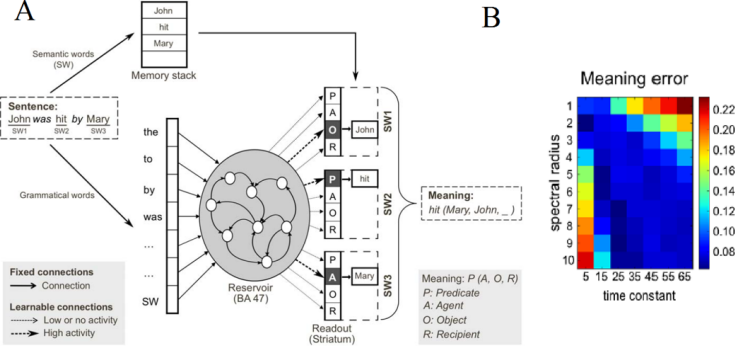 A
B
John
hit
Mary
Memory stack
Semantic words
(SW)
Sentence:
John was hit by Mary
SW1 SW2 SW3
Grammatical words
the
to
by
was
...
...
SW
Reservoir
(BA 47)
P
A
O
R
John
SW1
P
A
O
R
hit
SW2
P
A
O
R
Mary
SW3
Readout
(Striatum)
Meaning:
hit (Mary, John, _ )
Fixed connections
Connection
Learnable connections
Low or no activity
High activity
Meaning: P (A, O, R)
P: Predicate
A: Agent
O: Object
R: Recipient
Meaning error
spectral radius
1
2
3
4
5
6
7
8
9
10
5 15 25 35 45 55 65
time constant
0.22
0.20
0.18
0.16
0.14
0.12
0.10
0.08